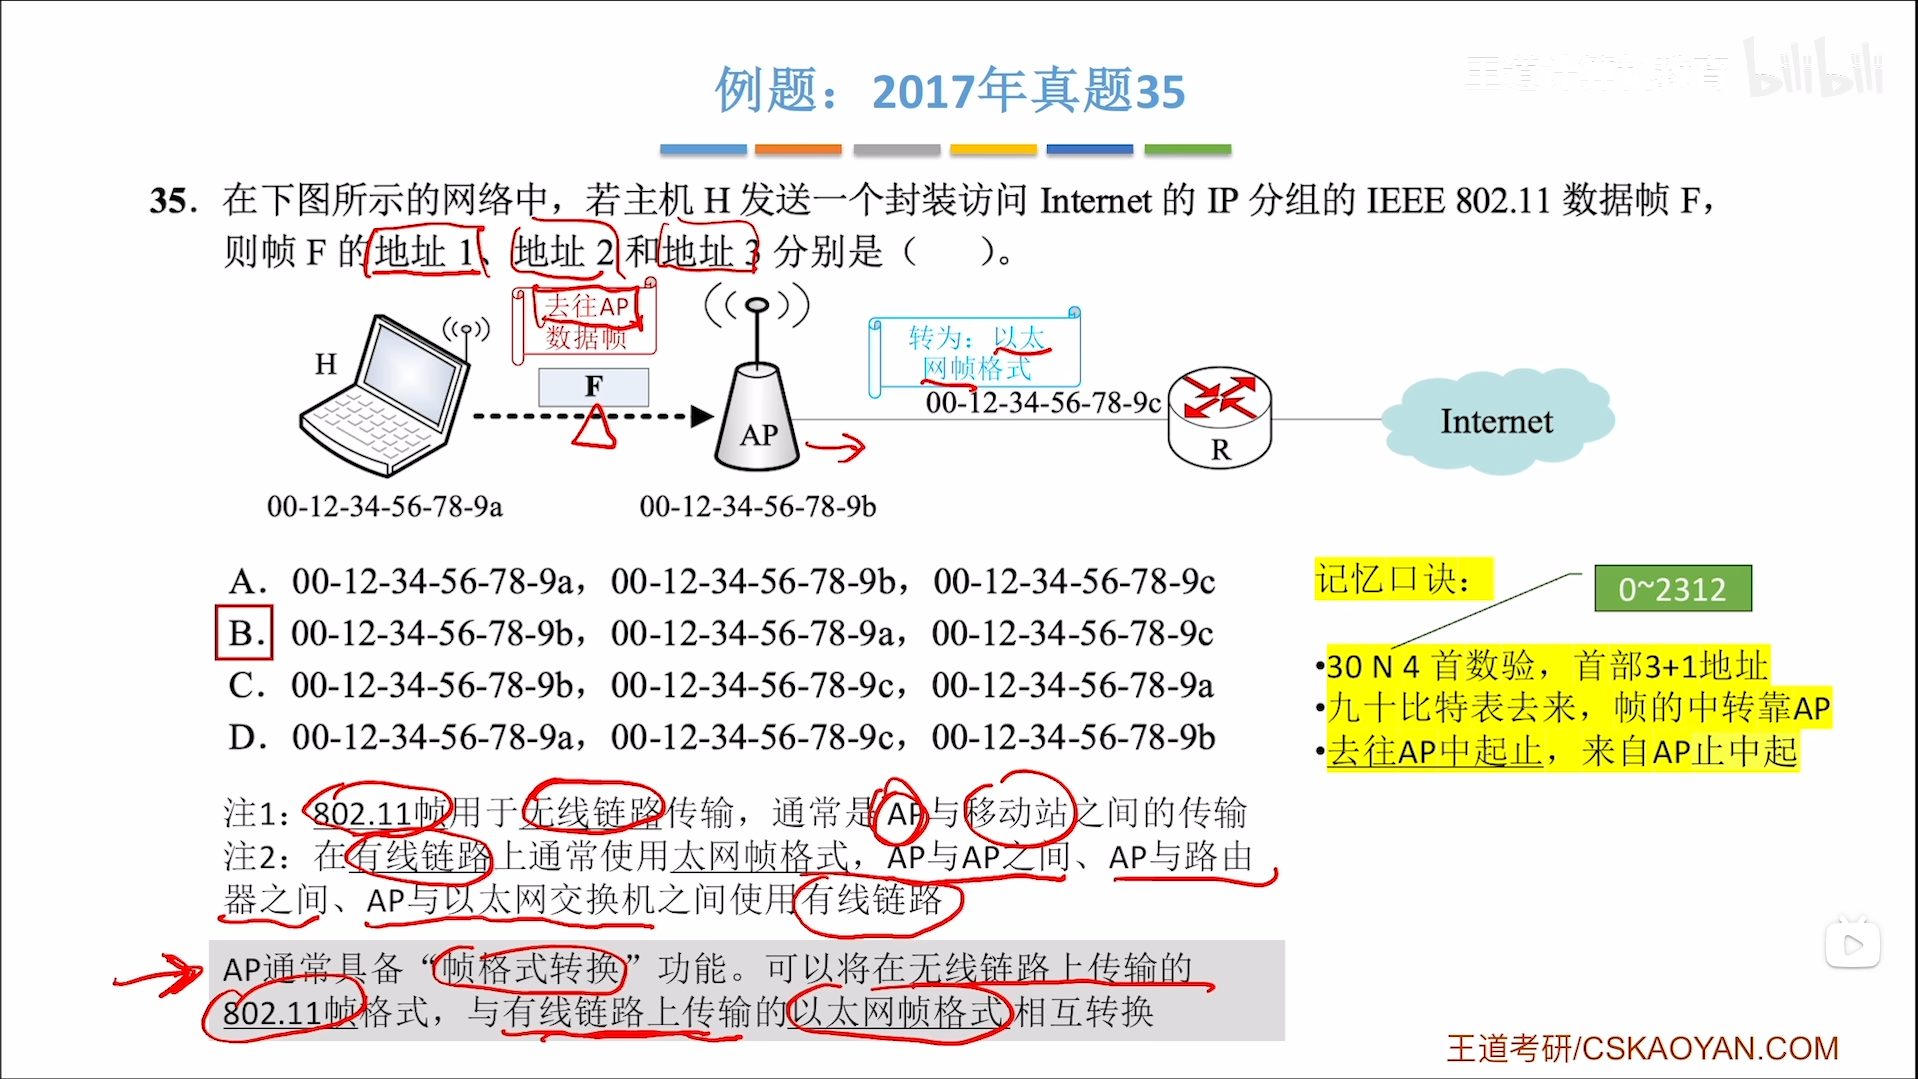 例题：2017年真题35
bilibili
35. 在下图所示的网络中，若主机 H 发送一个封装访问 Internet 的 IP 分组的 IEEE 802.11 数据帧 F，
则帧 F 的地址 1、地址 2 和地址 3 分别是（ ）。
去往AP
数据帧
转为：以太
网帧格式
H
F
AP
00-12-34-56-78-9c
R
Internet
00-12-34-56-78-9a
00-12-34-56-78-9b
A. 00-12-34-56-78-9a，00-12-34-56-78-9b，00-12-34-56-78-9c
B. 00-12-34-56-78-9b，00-12-34-56-78-9a，00-12-34-56-78-9c
C. 00-12-34-56-78-9b，00-12-34-56-78-9c，00-12-34-56-78-9a
D. 00-12-34-56-78-9a，00-12-34-56-78-9c，00-12-34-56-78-9b
记忆口诀：
0~2312
•30 N 4 首数验，首部3+1地址
•九十比特表去来，帧的中转靠AP
•去往AP中起止，来自AP止中起
注1：802.11帧用于无线链路传输，通常是AP与移动站之间的传输
注2：在有线链路上通常使用太网帧格式，AP与AP之间、AP与路由
器之间、AP与以太网交换机之间使用有线链路
AP通常具备“帧格式转换”功能。可以将在无线链路上传输的
802.11帧格式，与有线链路上传输的以太网帧格式相互转换
王道考研/CSKAOYAN.COM